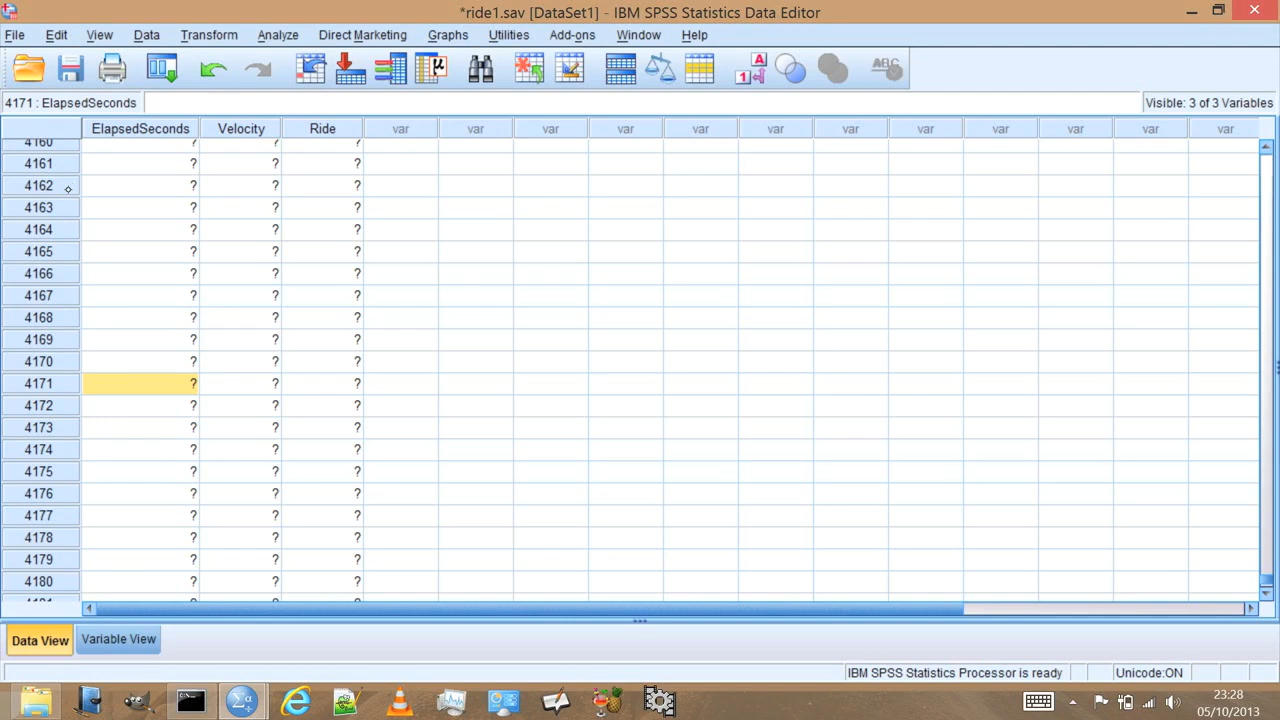 *ride1.sav [DataSet1] - IBM SPSS Statistics Data Editor
File Edit View Data Transform Analyze Direct Marketing Graphs Utilities Add-ons Window Help
4171 : ElapsedSeconds Visible: 3 of 3 Variables
ElapsedSeconds Velocity Ride var var var var var var var var var var var var
4160 ? ? ?
4161 ? ? ?
4162 ? ? ?
4163 ? ? ?
4164 ? ? ?
4165 ? ? ?
4166 ? ? ?
4167 ? ? ?
4168 ? ? ?
4169 ? ? ?
4170 ? ? ?
4171 ? ? ?
4172 ? ? ?
4173 ? ? ?
4174 ? ? ?
4175 ? ? ?
4176 ? ? ?
4177 ? ? ?
4178 ? ? ?
4179 ? ? ?
4180 ? ? ?
4181 ? ? ?
Data View Variable View
IBM SPSS Statistics Processor is ready Unicode:ON
23:28
05/10/2013